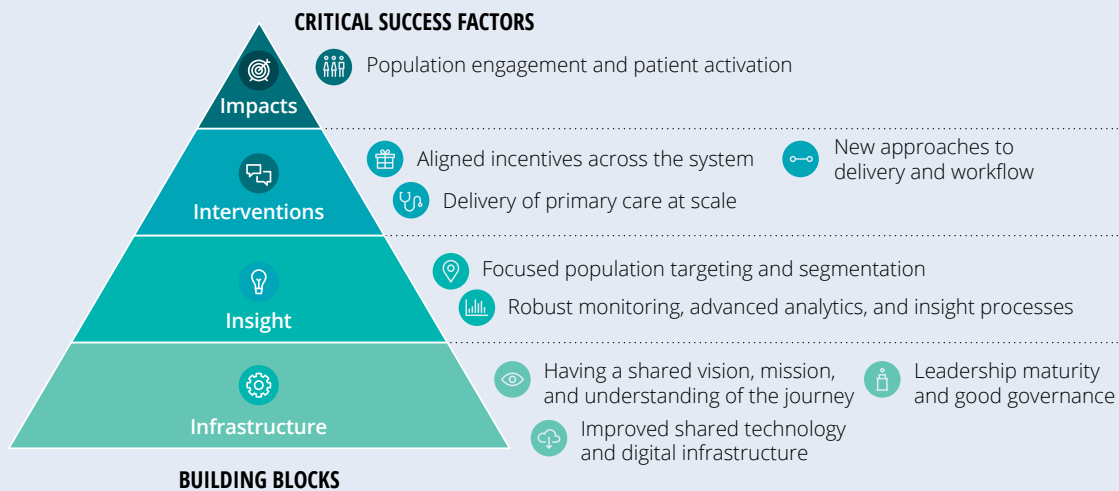 CRITICAL SUCCESS FACTORS
Impacts
Population engagement and patient activation
Interventions
Aligned incentives across the system
New approaches to
delivery and workflow
Delivery of primary care at scale
Insight
Focused population targeting and segmentation
Robust monitoring, advanced analytics, and insight processes
Infrastructure
Having a shared vision, mission,
and understanding of the journey
Leadership maturity
and good governance
Improved shared technology
and digital infrastructure
BUILDING BLOCKS